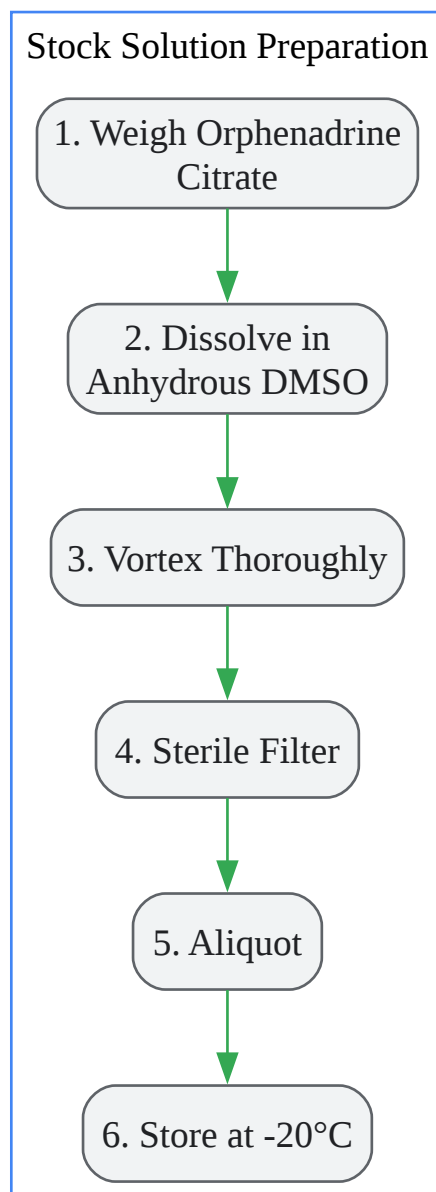 Stock Solution Preparation
1. Weigh Orphenadrine
Citrate
2. Dissolve in
Anhydrous DMSO
3. Vortex Thoroughly
4. Sterile Filter
5. Aliquot
6. Store at -20°C